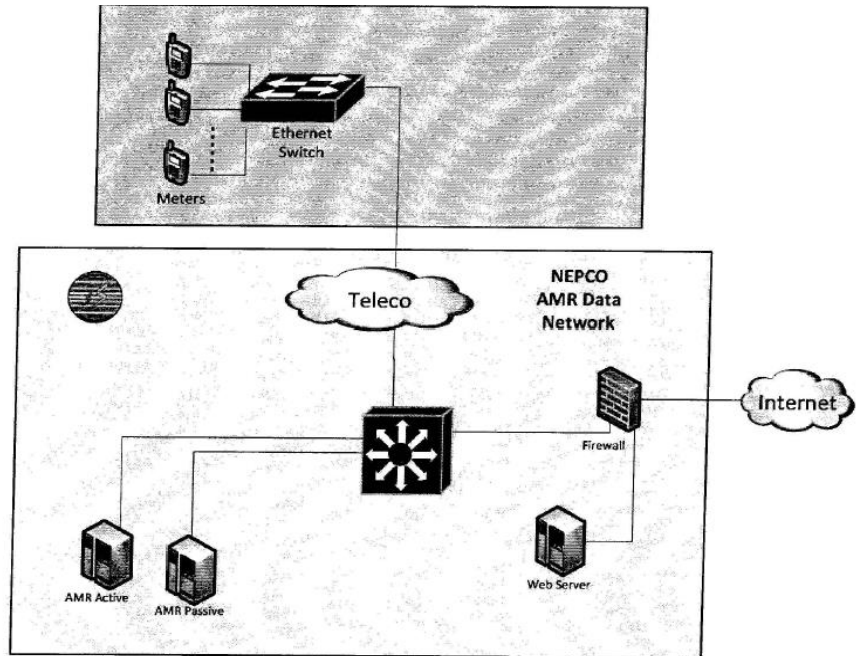 Ethernet
Switch
Meters
Teleco
NEPCO
AMR Data
Network
Internet
Firewall
AMR Active
AMR Passive
Web Server